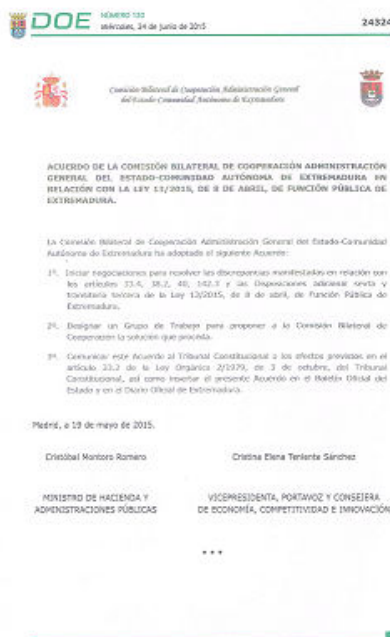 DOE NÚMERO 120
miércoles, 24 de junio de 2015 24324
Comisión Bilateral de Cooperación Administración General
del Estado-Comunidad Autónoma de Extremadura
ACUERDO DE LA COMISIÓN BILATERAL DE COOPERACIÓN ADMINISTRACIÓN
GENERAL DEL ESTADO-COMUNIDAD AUTÓNOMA DE EXTREMADURA EN
RELACIÓN CON LA LEY 13/2015, DE 8 DE ABRIL, DE FUNCIÓN PÚBLICA DE
EXTREMADURA.
La Comisión Bilateral de Cooperación Administración General del Estado-Comunidad
Autónoma de Extremadura ha adoptado el siguiente Acuerdo:
1º. Iniciar negociaciones para resolver las discrepancias manifestadas en relación con
los artículos 33.4, 38.2, 40, 142.3 y las Disposiciones adicional sexta y
transitoria tercera de la Ley 13/2015, de 8 de abril, de Función Pública de
Extremadura.
2º. Designar un Grupo de Trabajo para proponer a la Comisión Bilateral de
Cooperación la solución que proceda.
3º. Comunicar este Acuerdo al Tribunal Constitucional a los efectos previstos en el
artículo 33.2 de la Ley Orgánica 2/1979, de 3 de octubre, del Tribunal
Constitucional, así como insertar el presente Acuerdo en el Boletín Oficial del
Estado y en el Diario Oficial de Extremadura.
Madrid, a 19 de mayo de 2015.
Cristóbal Montoro Romero Cristina Elena Teniente Sánchez
MINISTRO DE HACIENDA Y VICEPRESIDENTA, PORTAVOZ Y CONSEJERA
ADMINISTRACIONES PÚBLICAS DE ECONOMÍA, COMPETITIVIDAD E INNOVACIÓN
* * *